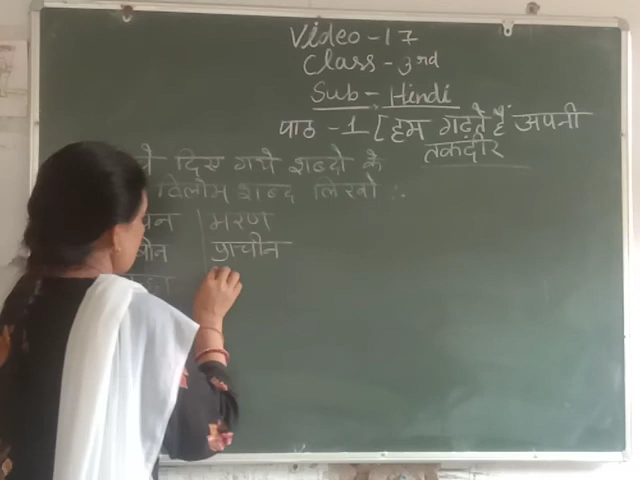 Video - 17
Class - 3rd
Sub - Hindi
पाठ - 1 [ हम गढ़ते हैं अपनी
तकदीर
दिए गये शब्दो के
विलोम शब्द लिखो :-
मरण
प्राचीन